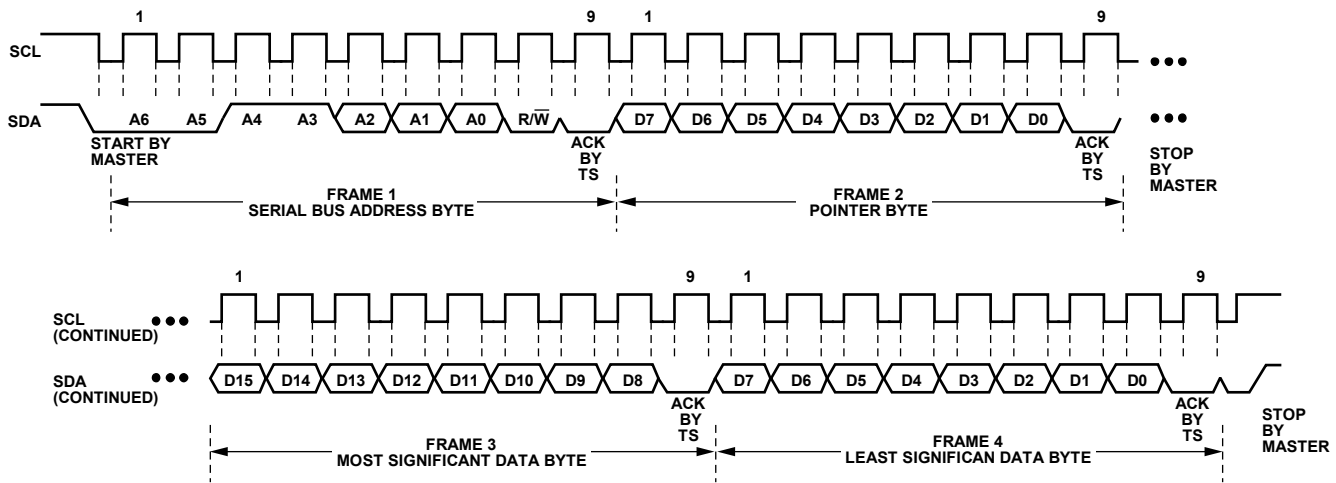 1 9 1 9
SCL
SDA A6 A5 A4 A3 A2 A1 A0 R/W̅ D7 D6 D5 D4 D3 D2 D1 D0
START BY
MASTER
ACK
BY
TS
ACK
BY
TS
STOP
BY
MASTER
FRAME 1
SERIAL BUS ADDRESS BYTE
FRAME 2
POINTER BYTE
1 9 1 9
SCL
(CONTINUED)
SDA
(CONTINUED)
D15 D14 D13 D12 D11 D10 D9 D8 D7 D6 D5 D4 D3 D2 D1 D0
ACK
BY
TS
ACK
BY
TS
STOP
BY
MASTER
FRAME 3
MOST SIGNIFICANT DATA BYTE
FRAME 4
LEAST SIGNIFICAN DATA BYTE